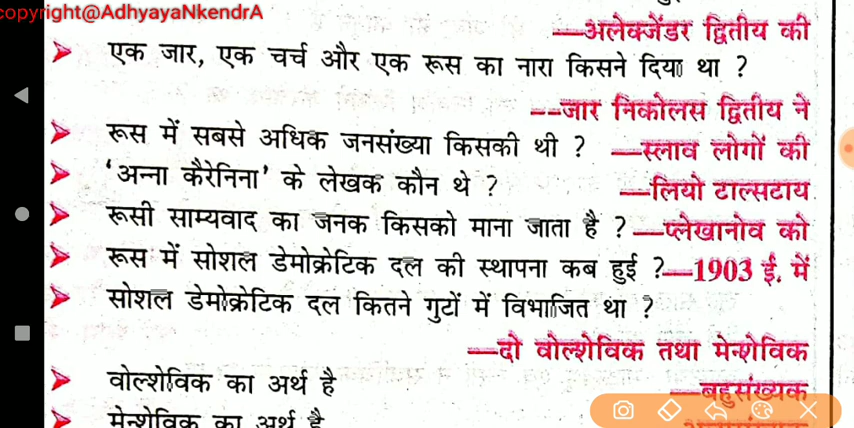 copyright@AdhyayaNkendrA
—अलेक्जेंडर द्वितीय की
एक जार, एक चर्च और एक रूस का नारा किसने दिया था ?
--जार निकोलस द्वितीय ने
रूस में सबसे अधिक जनसंख्या किसकी थी ? —स्लाव लोगों की
'अन्ना कैरेनिना' के लेखक कौन थे ? —लियो टाल्सटाय
रूसी साम्यवाद का जनक किसको माना जाता है ?—प्लेखानोव को
रूस में सोशल डेमोक्रेटिक दल की स्थापना कब हुई ?—1903 ई. में
सोशल डेमोक्रेटिक दल कितने गुटों में विभाजित था ?
—दो वोल्शेविक तथा मेन्शेविक
वोल्शेविक का अर्थ है —बहुसंख्यक
मेन्शेविक का अर्थ है